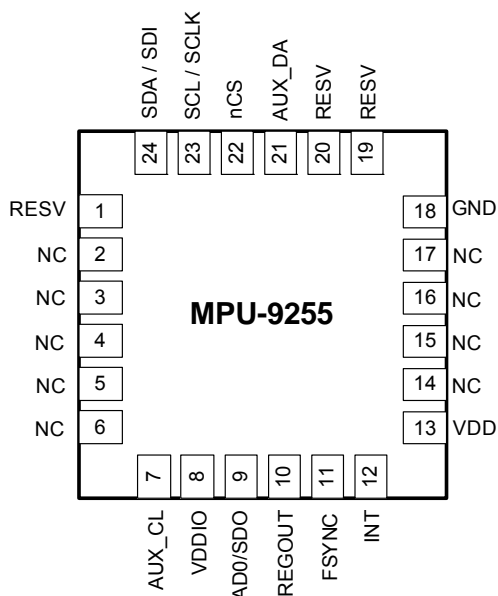 SDA / SDI
SCL / SCLK
nCS
AUX_DA
RESV
RESV
24
23
22
21
20
19
RESV
1
18
GND
NC
2
17
NC
NC
3
16
NC
MPU-9255
NC
4
15
NC
NC
5
14
NC
NC
6
13
VDD
7
8
9
10
11
12
AUX_CL
VDDIO
AD0/SDO
REGOUT
FSYNC
INT